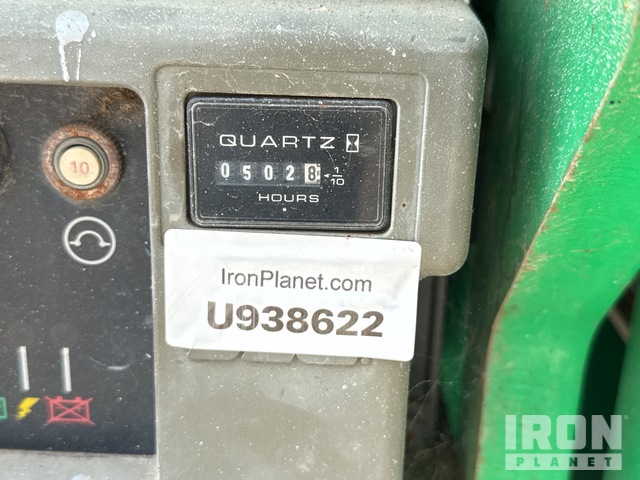 QUARTZ
05028 1/10
HOURS
10
IronPlanet.com
U938622
IRON
PLANET